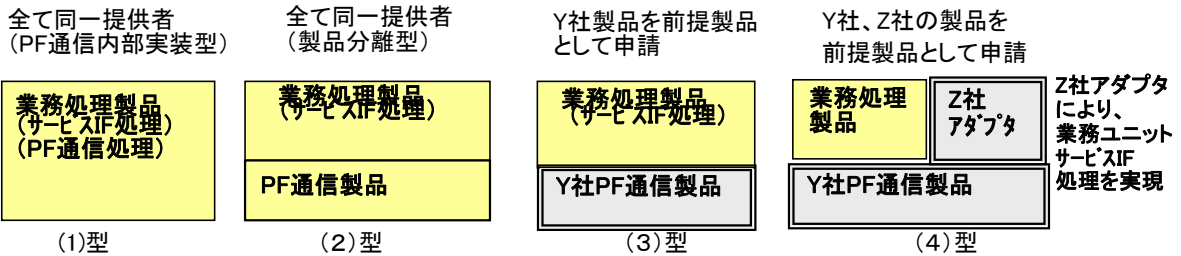 全て同一提供者
（PF通信内部実装型）
業務処理製品
（サービスIF処理）
（PF通信処理）
(1)型
全て同一提供者
（製品分離型）
業務処理製品
（サービスIF処理）
PF通信製品
（２）型
Y社製品を前提製品
として申請
業務処理製品
（サービスIF処理）
Y社PF通信製品
（３）型
Y社、Z社の製品を
前提製品として申請
業務処理
製品
Z社
アダプタ
Y社PF通信製品
Z社アダプタ
により、
業務ユニット
サービスIF
処理を実現
（４）型